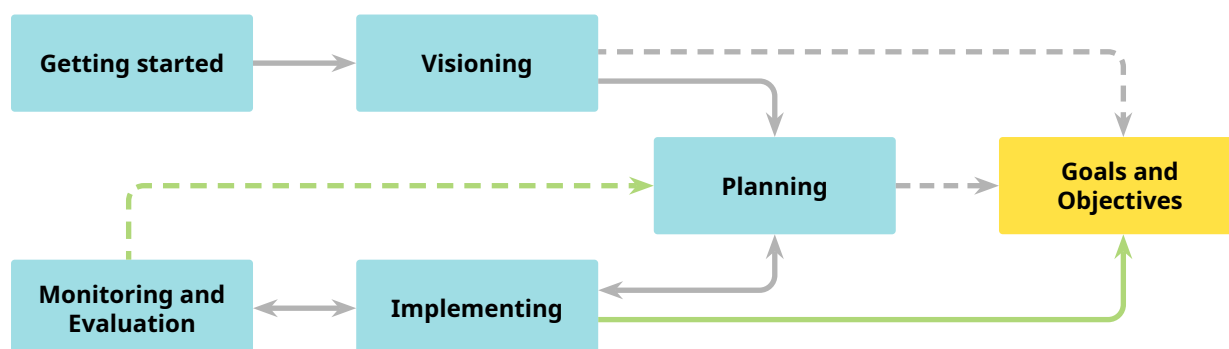 Getting started
Visioning
Planning
Goals and
Objectives
Monitoring and
Evaluation
Implementing